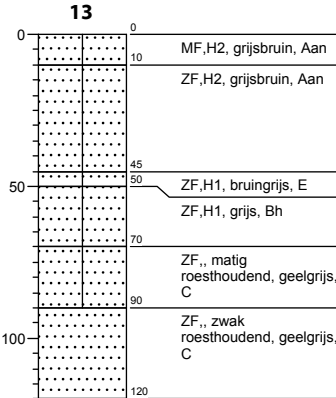 13
0
0
MF,H2, grijsbruin, Aan
10
ZF,H2, grijsbruin, Aan
45
50
50
ZF,H1, bruingrijs, E
ZF,H1, grijs, Bh
70
ZF,, matig
roesthoudend, geelgrijs,
C
90
ZF,, zwak
roesthoudend, geelgrijs,
C
100
120